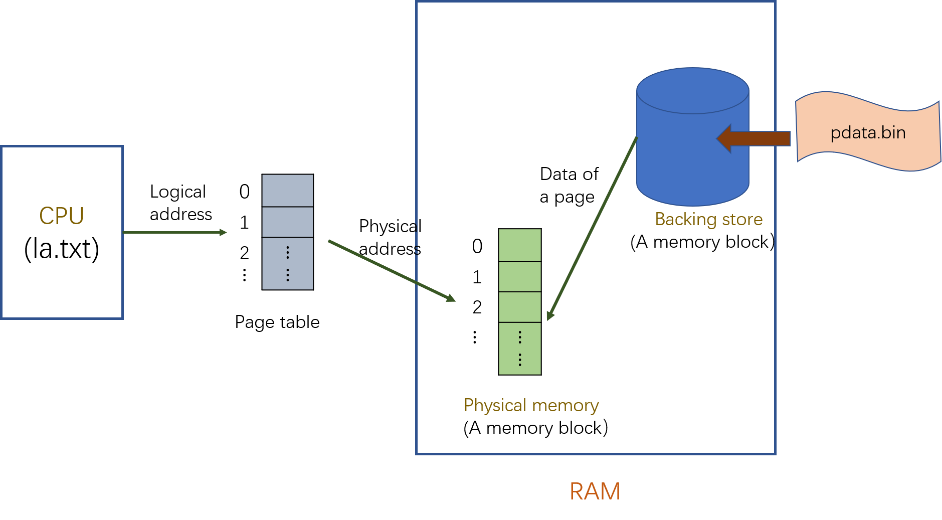 CPU
(la.txt)
Logical
address
0
1
2
Page table
Physical
address
0
1
2
Physical memory
(A memory block)
Data of
a page
Backing store
(A memory block)
pdata.bin
RAM